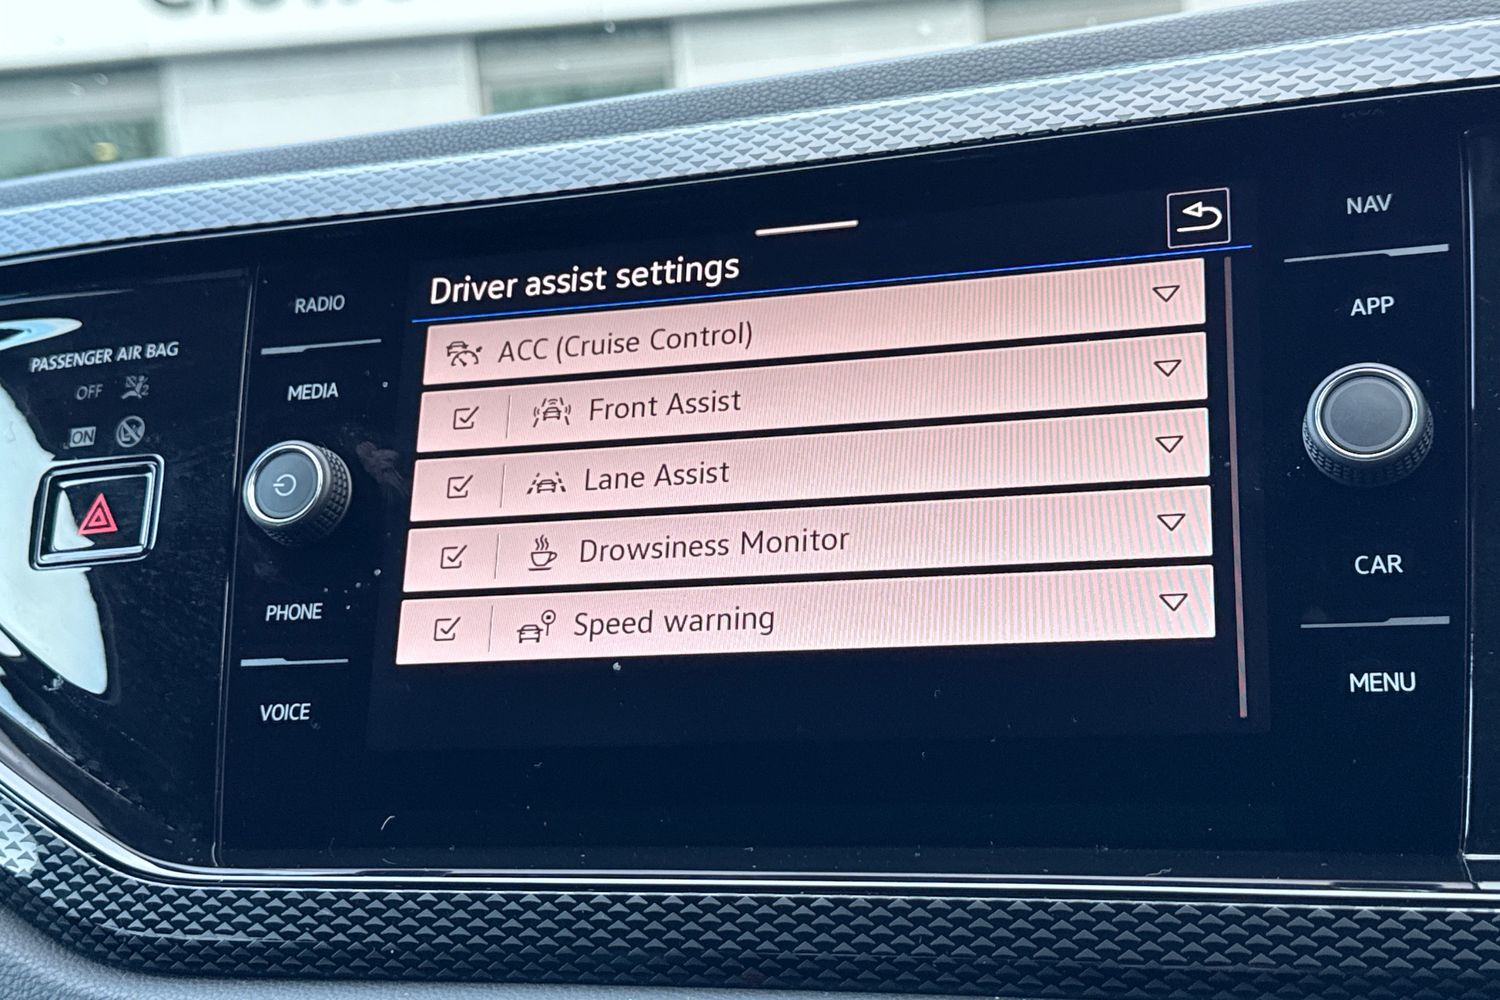 PASSENGER AIR BAG
OFF
ON
RADIO
MEDIA
PHONE
VOICE
Driver assist settings
ACC (Cruise Control)
Front Assist
Lane Assist
Drowsiness Monitor
Speed warning
NAV
APP
CAR
MENU